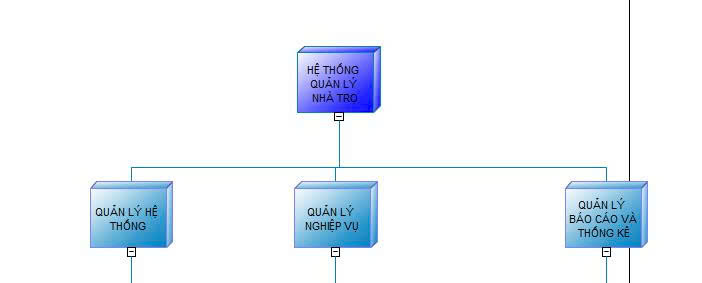 HỆ THỐNG
QUẢN LÝ
NHÀ TRỌ
QUẢN LÝ HỆ
THỐNG
QUẢN LÝ
NGHIỆP VỤ
QUẢN LÝ
BÁO CÁO VÀ
THỐNG KÊ